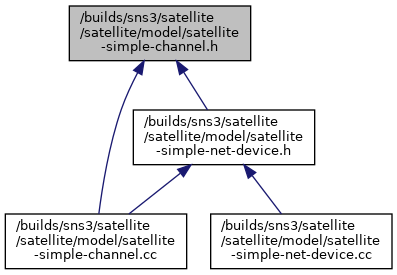 /builds/sns3/satellite
/satellite/model/satellite
-simple-channel.h
/builds/sns3/satellite
/satellite/model/satellite
-simple-net-device.h
/builds/sns3/satellite
/satellite/model/satellite
-simple-channel.cc
/builds/sns3/satellite
/satellite/model/satellite
-simple-net-device.cc